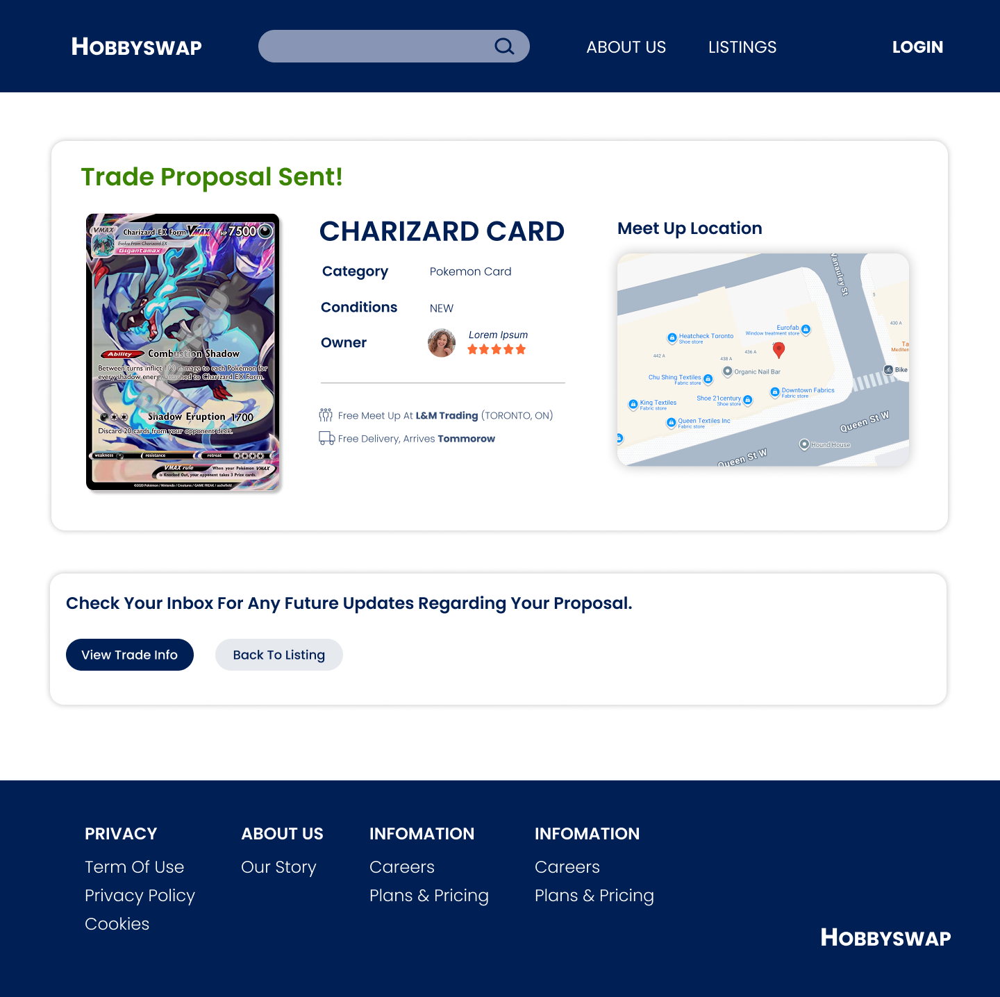 HOBBYSWAP
ABOUT US
LISTINGS
LOGIN
Trade Proposal Sent!
VMAX
Charizard EX Form VMAX HP 7500
Evolve From Charizard EX
Gigantamax
Ability Combustion Shadow
Between turns inflict 100 damage to each Pokémon for
every shadow energy attached to Charizard EX Form.
Shadow Eruption 1700
Discard 20 cards from your opponent deck.
weakness resistance retreat
VMAX rule When your Pokémon VMAX
is Knocked Out, your opponent takes 3 Prize cards.
©2020 Pokémon / Nintendo / Creatures / GAME FREAK /
CHARIZARD CARD
Category Pokemon Card
Conditions NEW
Owner Lorem Ipsum
Free Meet Up At L&M Trading (TORONTO, ON)
Free Delivery, Arrives Tommorow
Meet Up Location
Vanauley St
5
430 A
Eurofab
Window treatment store
Heatcheck Toronto
Shoe store
Ta
Mediterr
442 A
438 A
436 A
Bike
Organic Nail Bar
Chu Shing Textiles
Fabric store
Downtown Fabrics
Fabric store
Shoe 21century
Shoe store
King Textiles
Fabric store
Queen Textiles Inc
Fabric store
Queen St W
Hound House
Queen St W
Check Your Inbox For Any Future Updates Regarding Your Proposal.
View Trade Info
Back To Listing
PRIVACY
Term Of Use
Privacy Policy
Cookies
ABOUT US
Our Story
INFOMATION
Careers
Plans & Pricing
INFOMATION
Careers
Plans & Pricing
HOBBYSWAP